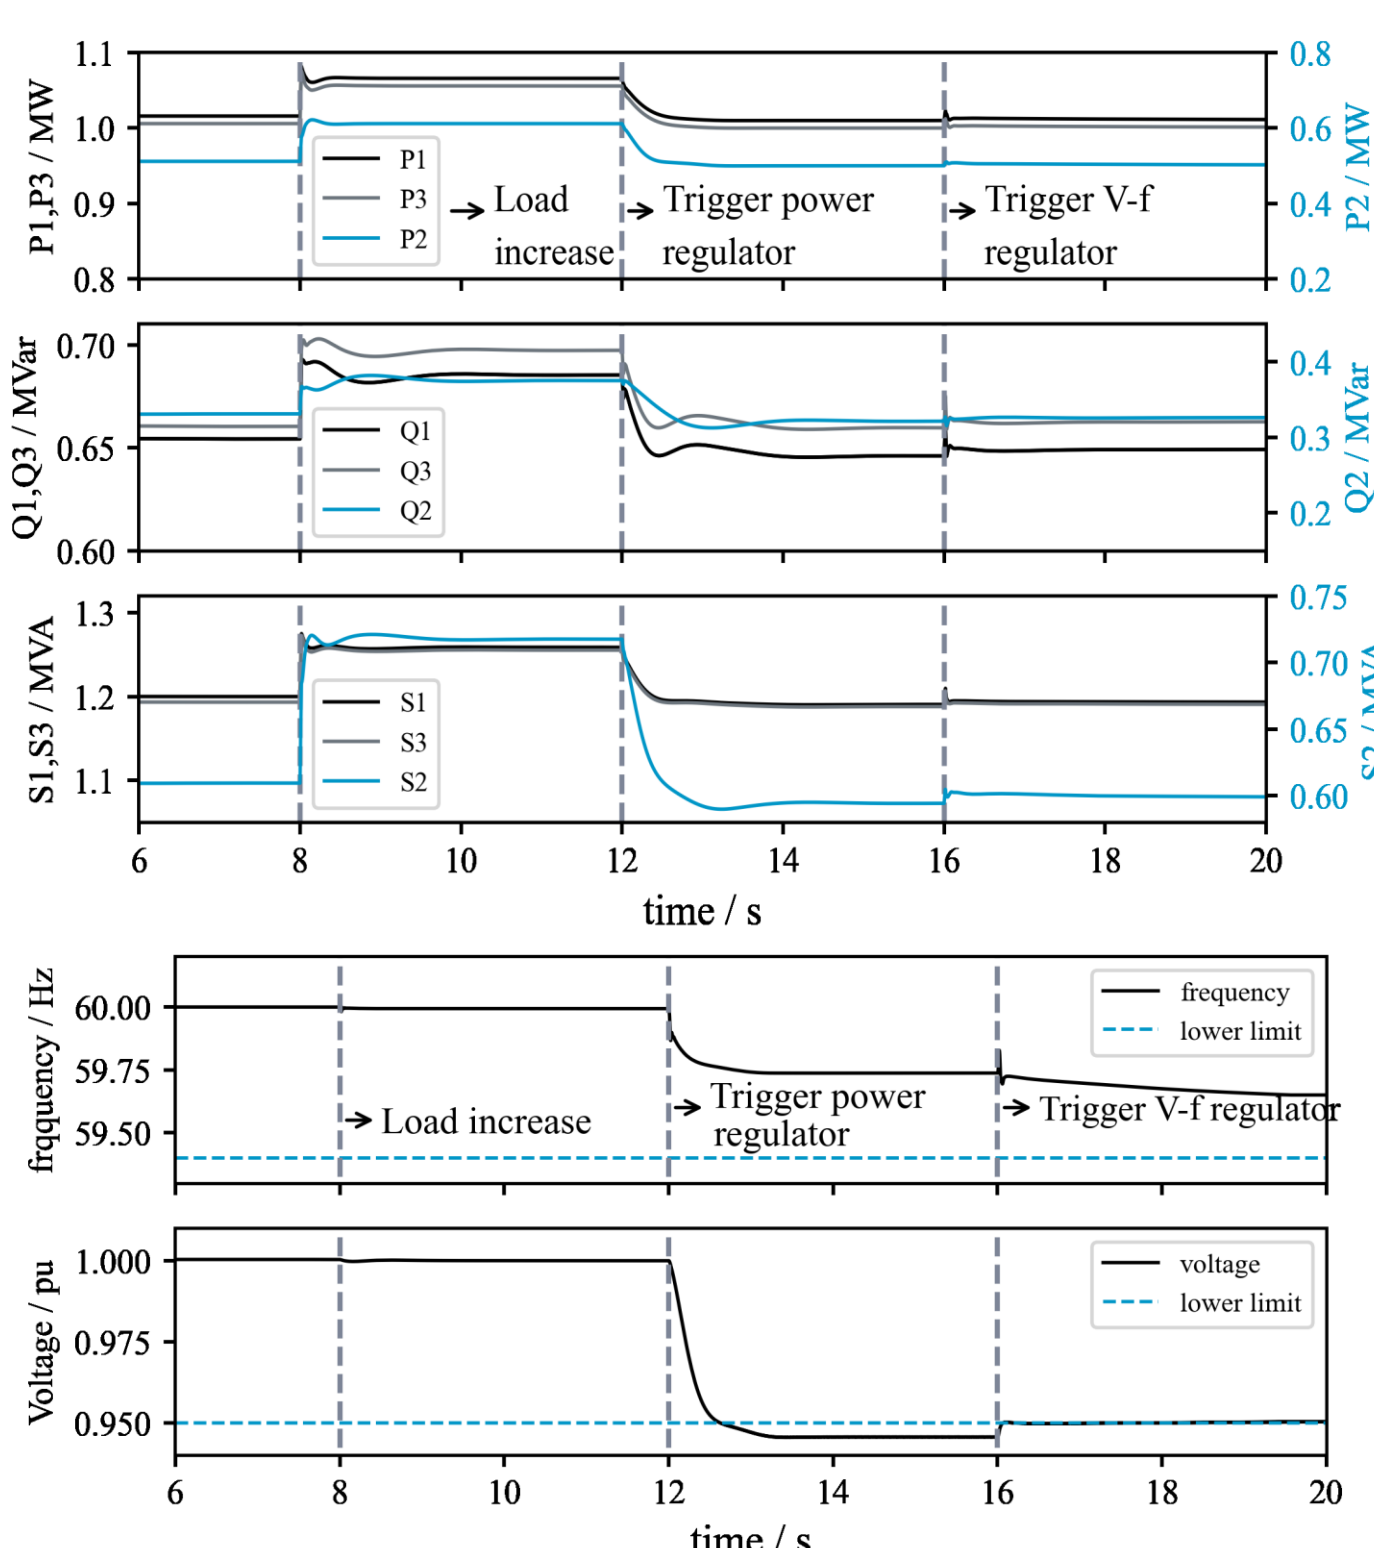 1.1
1.0
0.9
0.8
P1,P3 / MW
0.8
0.6
0.4
0.2
P2 / MW
P1
P3
P2
Load
increase
Trigger power
regulator
Trigger V-f
regulator
0.70
0.65
0.60
Q1,Q3 / MVar
0.4
0.3
0.2
Q2 / MVar
Q1
Q3
Q2
1.3
1.2
1.1
S1,S3 / MVA
0.75
0.70
0.65
0.60
S2 / MVA
S1
S3
S2
6 8 10 12 14 16 18 20
time / s
60.00
59.75
59.50
frqquency / Hz
frequency
lower limit
Load increase
Trigger power
regulator
Trigger V-f regulator
1.000
0.975
0.950
Voltage / pu
voltage
lower limit
6 8 10 12 14 16 18 20
time / s